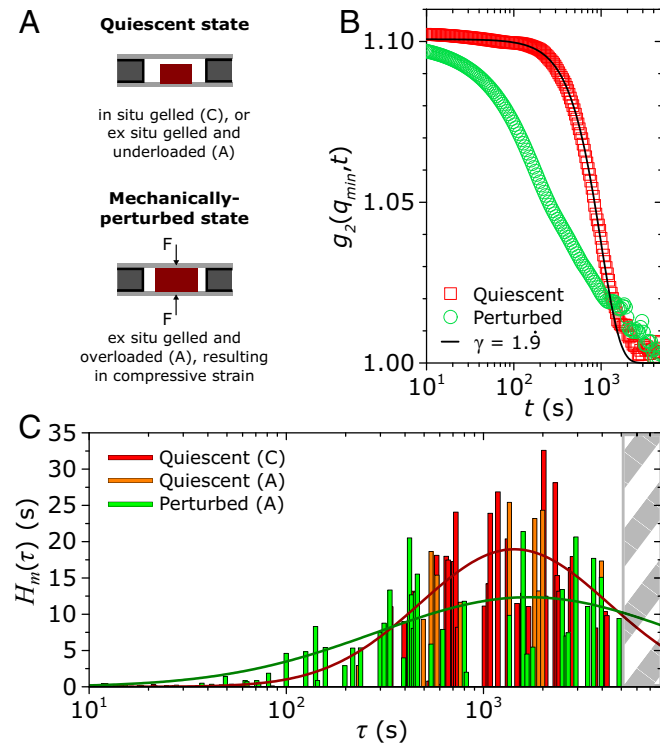 A
Quiescent state
in situ gelled (C), or
ex situ gelled and
underloaded (A)
Mechanically-
perturbed state
F
F
ex situ gelled and
overloaded (A), resulting
in compressive strain
B
1.10
1.05
1.00
g₂(qₘᵢₙ,t)
Quiescent
Perturbed
γ = 1.9̇
10¹ 10² 10³
t (s)
C
35
30
25
20
15
10
5
0
Hₘ(τ) (s)
Quiescent (C)
Quiescent (A)
Perturbed (A)
10¹ 10² 10³
τ (s)